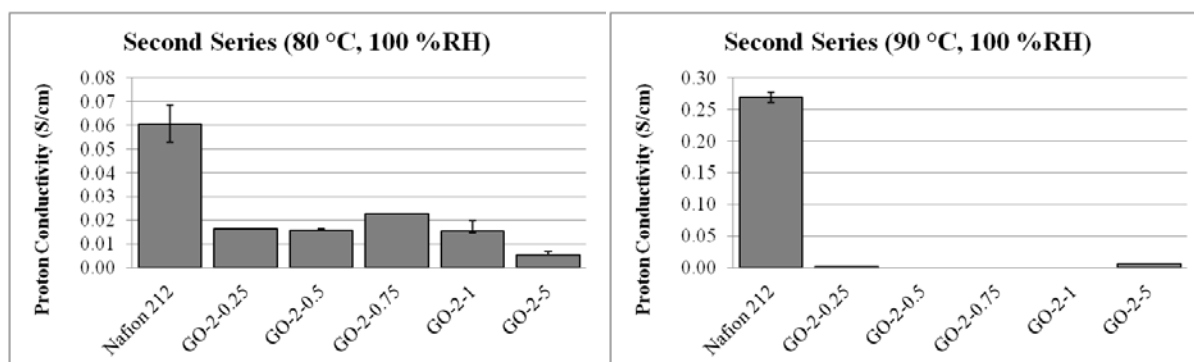 Second Series (80 °C, 100 %RH)
Proton Conductivity (S/cm)
0.08
0.07
0.06
0.05
0.04
0.03
0.02
0.01
0.00
Nafion 212
GO-2-0.25
GO-2-0.5
GO-2-0.75
GO-2-1
GO-2-5
Second Series (90 °C, 100 %RH)
Proton Conductivity (S/cm)
0.30
0.25
0.20
0.15
0.10
0.05
0.00
Nafion 212
GO-2-0.25
GO-2-0.5
GO-2-0.75
GO-2-1
GO-2-5